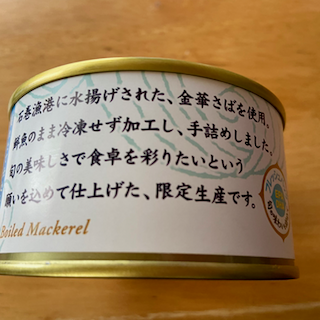 石巻漁港に水揚げされた、金華さばを使用。
鮮魚のまま冷凍せず加工し、手詰めしました。
旬の美味しさで食卓を彩りたいという
願いを込めて仕上げた、限定生産です。
Boiled Mackerel